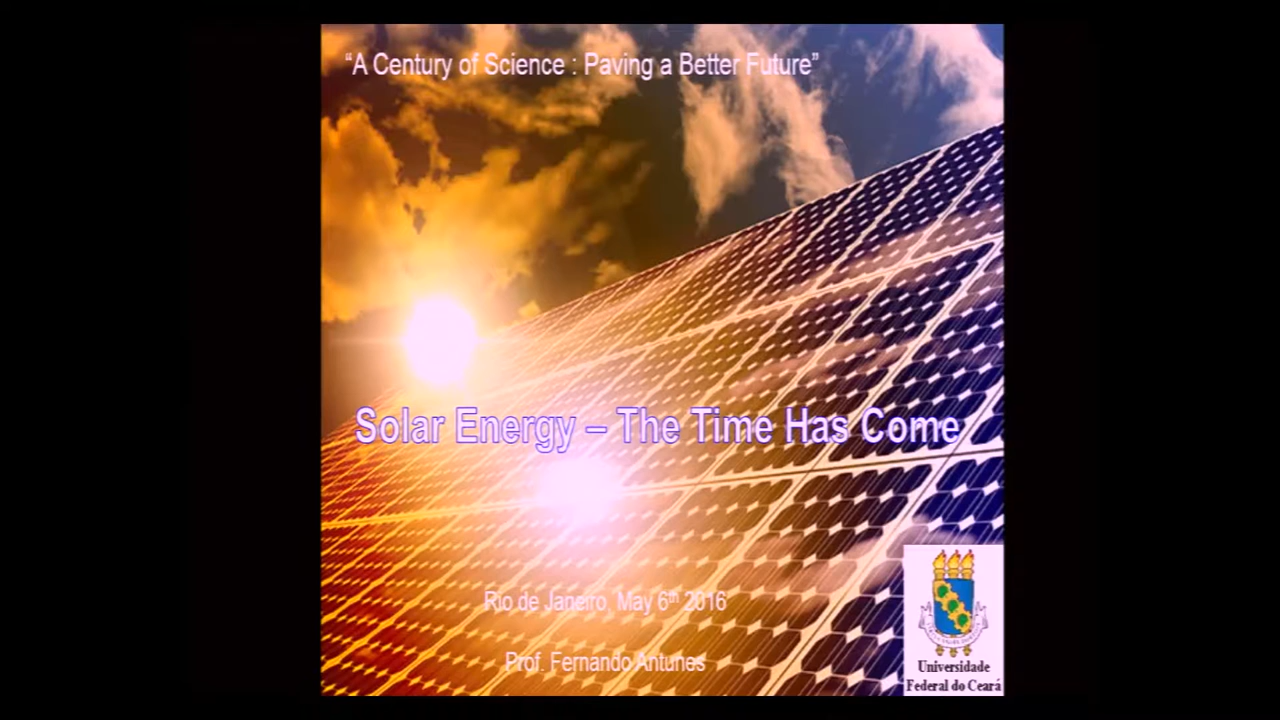 “A Century of Science : Paving a Better Future”
Solar Energy – The Time Has Come
Rio de Janeiro, May 6th 2016
Prof. Fernando Antunes
Universidade
Federal do Ceará